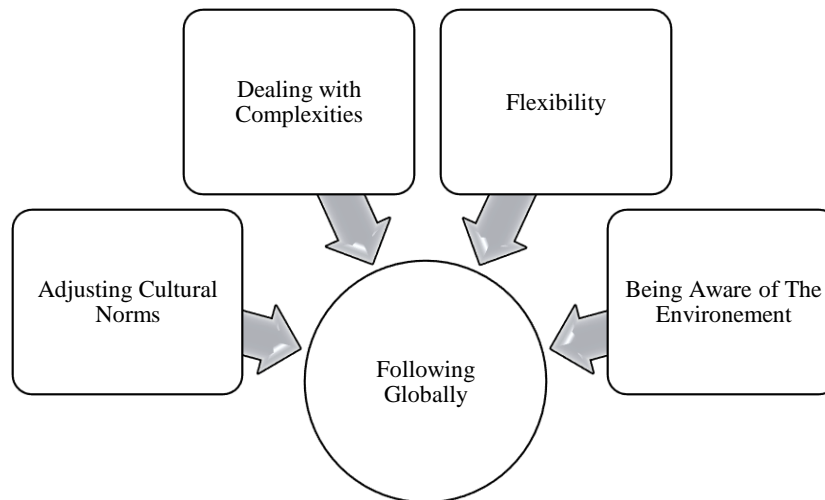 Dealing with
Complexities
Flexibility
Adjusting Cultural
Norms
Being Aware of The
Environement
Following
Globally